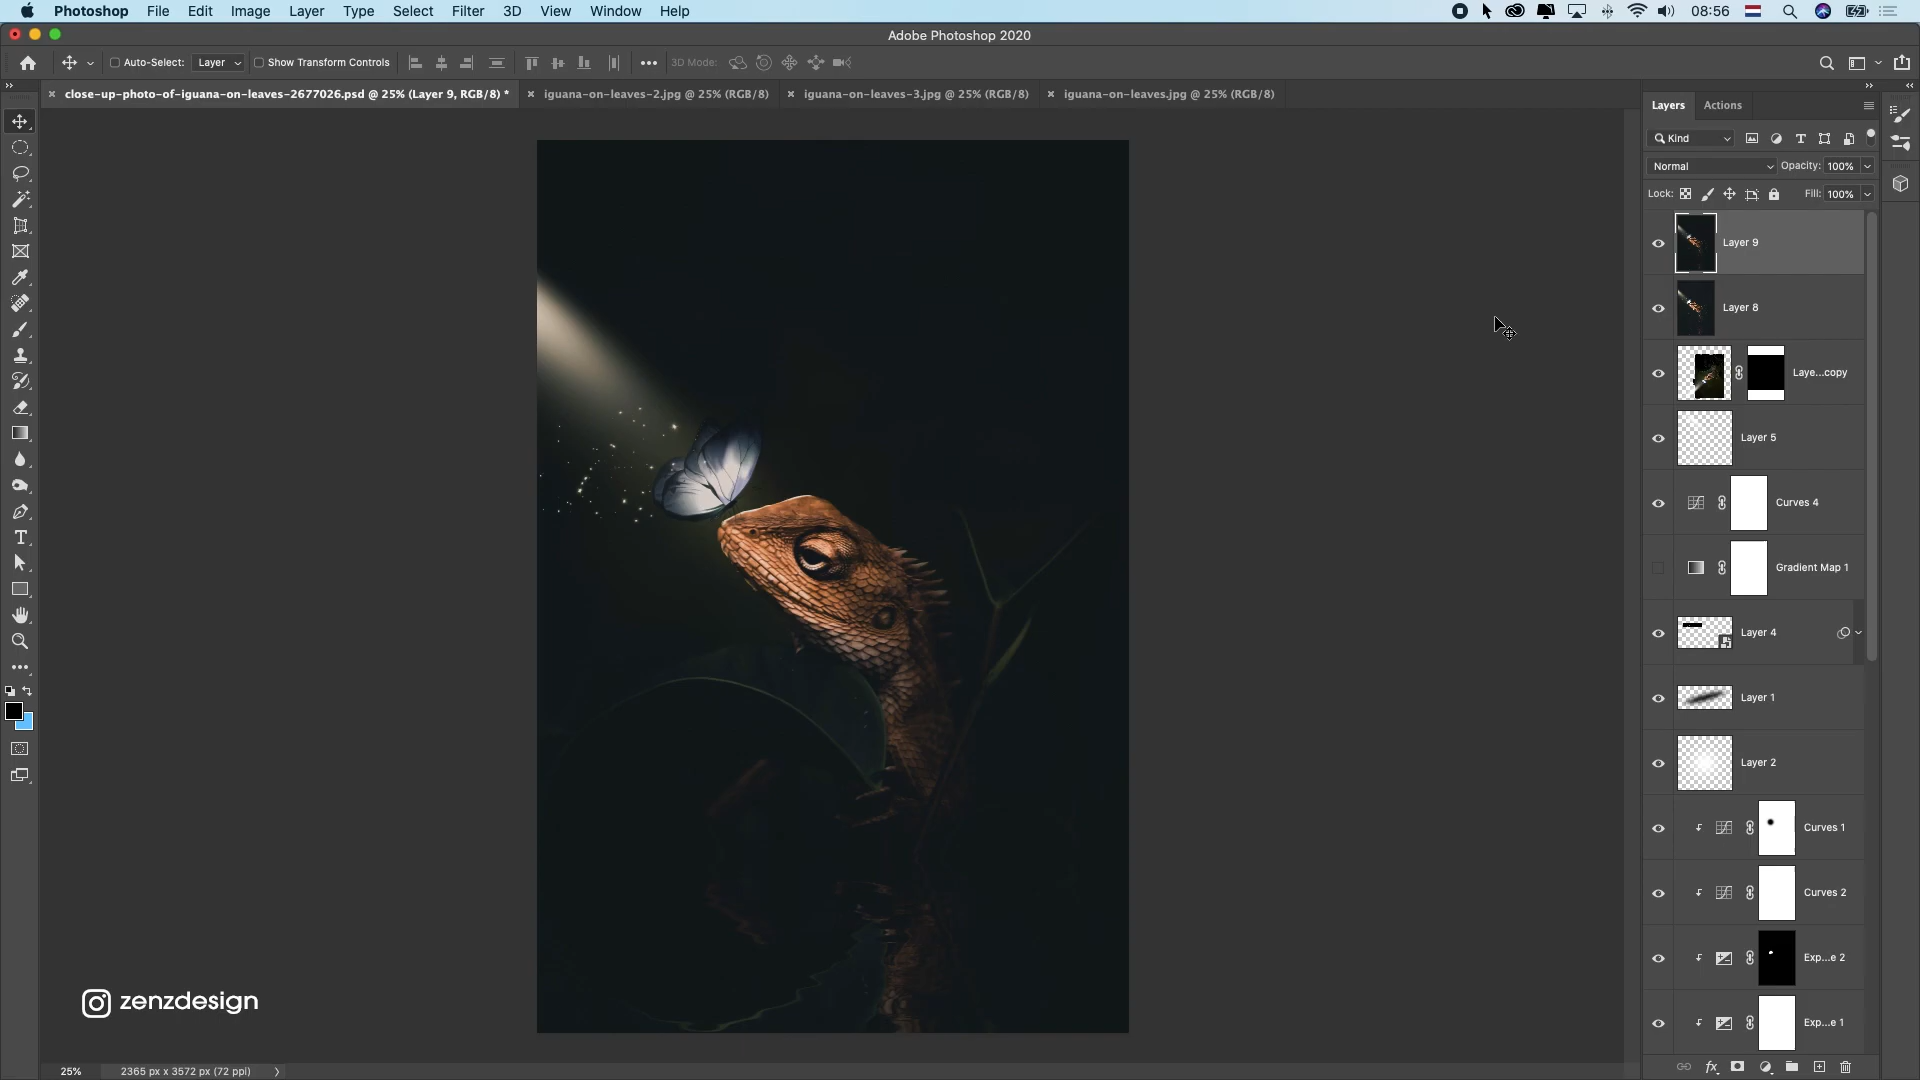 Photoshop File Edit Image Layer Type Select Filter 3D View Window Help 08:56
Adobe Photoshop 2020
Auto-Select: Layer Show Transform Controls 3D Mode:
close-up-photo-of-iguana-on-leaves-2677026.psd @ 25% (Layer 9, RGB/8) * iguana-on-leaves-2.jpg @ 25% (RGB/8) iguana-on-leaves-3.jpg @ 25% (RGB/8) iguana-on-leaves.jpg @ 25% (RGB/8)
Layers Actions
Kind
Normal Opacity: 100%
Lock: Fill: 100%
Layer 9
Layer 8
Laye...copy
Layer 5
Curves 4
Gradient Map 1
Layer 4
Layer 1
Layer 2
Curves 1
Curves 2
Exp...e 2
Exp...e 1
zenzdesign
25% 2365 px x 3572 px (72 ppi)